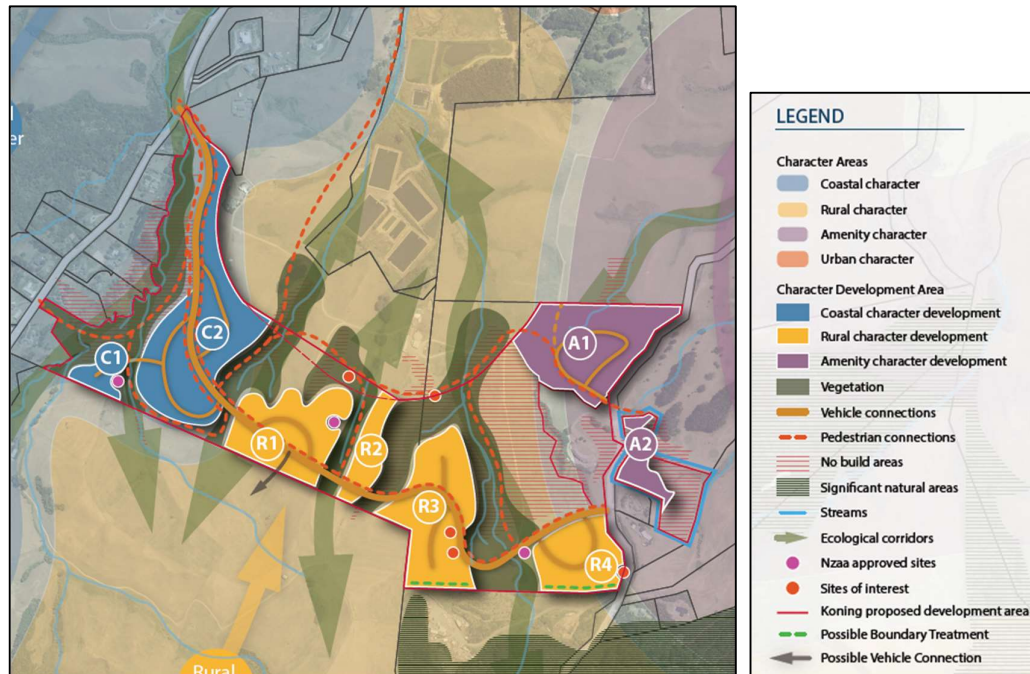 er
C2
C1
A1
R1
R2
A2
R3
R4
Rural
LEGEND
Character Areas
Coastal character
Rural character
Amenity character
Urban character
Character Development Area
Coastal character development
Rural character development
Amenity character development
Vegetation
Vehicle connections
Pedestrian connections
No build areas
Significant natural areas
Streams
Ecological corridors
Nzaa approved sites
Sites of interest
Koning proposed development area
Possible Boundary Treatment
Possible Vehicle Connection